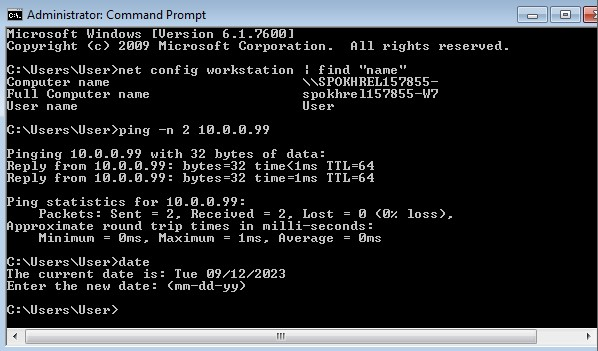 Administrator: Command Prompt
Microsoft Windows [Version 6.1.7600]
Copyright (c) 2009 Microsoft Corporation.  All rights reserved.
C:\Users\User>net config workstation | find "name"
Computer name                        \\SPOKHREL157855-
Full Computer name                   spokhrel157855-W7
User name                            User
C:\Users\User>ping -n 2 10.0.0.99
Pinging 10.0.0.99 with 32 bytes of data:
Reply from 10.0.0.99: bytes=32 time<1ms TTL=64
Reply from 10.0.0.99: bytes=32 time=1ms TTL=64
Ping statistics for 10.0.0.99:
    Packets: Sent = 2, Received = 2, Lost = 0 (0% loss),
Approximate round trip times in milli-seconds:
    Minimum = 0ms, Maximum = 1ms, Average = 0ms
C:\Users\User>date
The current date is: Tue 09/12/2023
Enter the new date: (mm-dd-yy)
C:\Users\User>